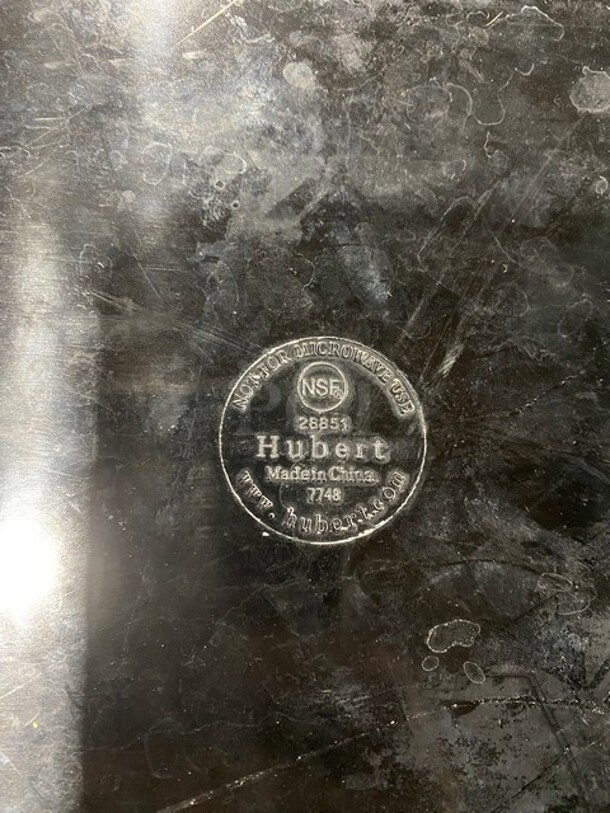 NOT FOR MICROWAVE USE
NSF®
28851
Hubert
Made in China
7748
www.hubert.com